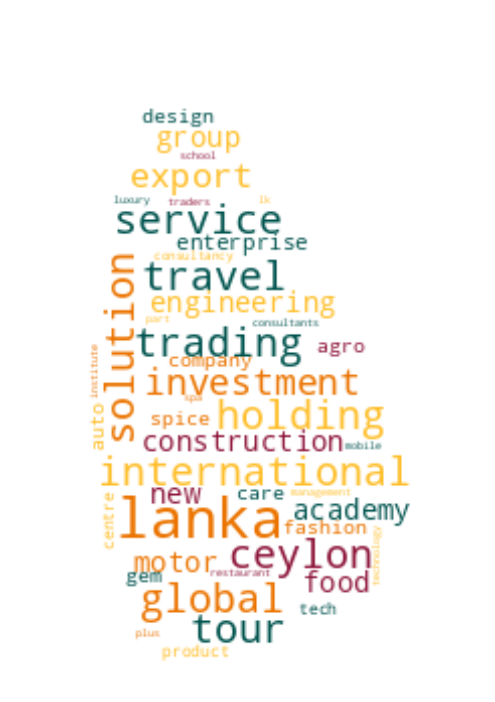 design
group
school
export
luxury traders lk
service
enterprise
consultancy
solution
travel
engineering
part
consultants
trading
agro
company
institute
investment
spa
auto
spice
holding
construction
mobile
international
new
care
management
centre
lanka
academy
fashion
technology
ceylon
motor
restaurant
gem
food
global
tech
tour
plus
product